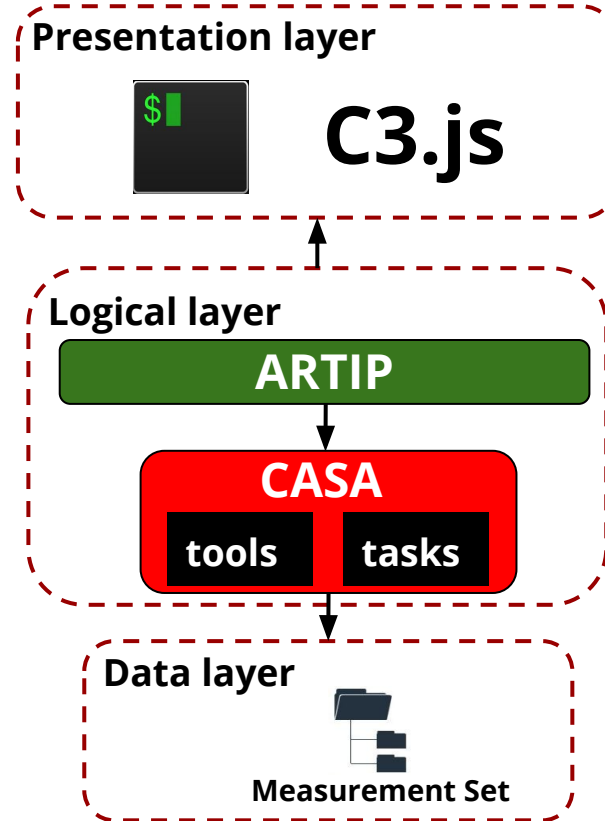 Presentation layer
$
C3.js
Logical layer
ARTIP
CASA
tools tasks
Data layer
Measurement Set